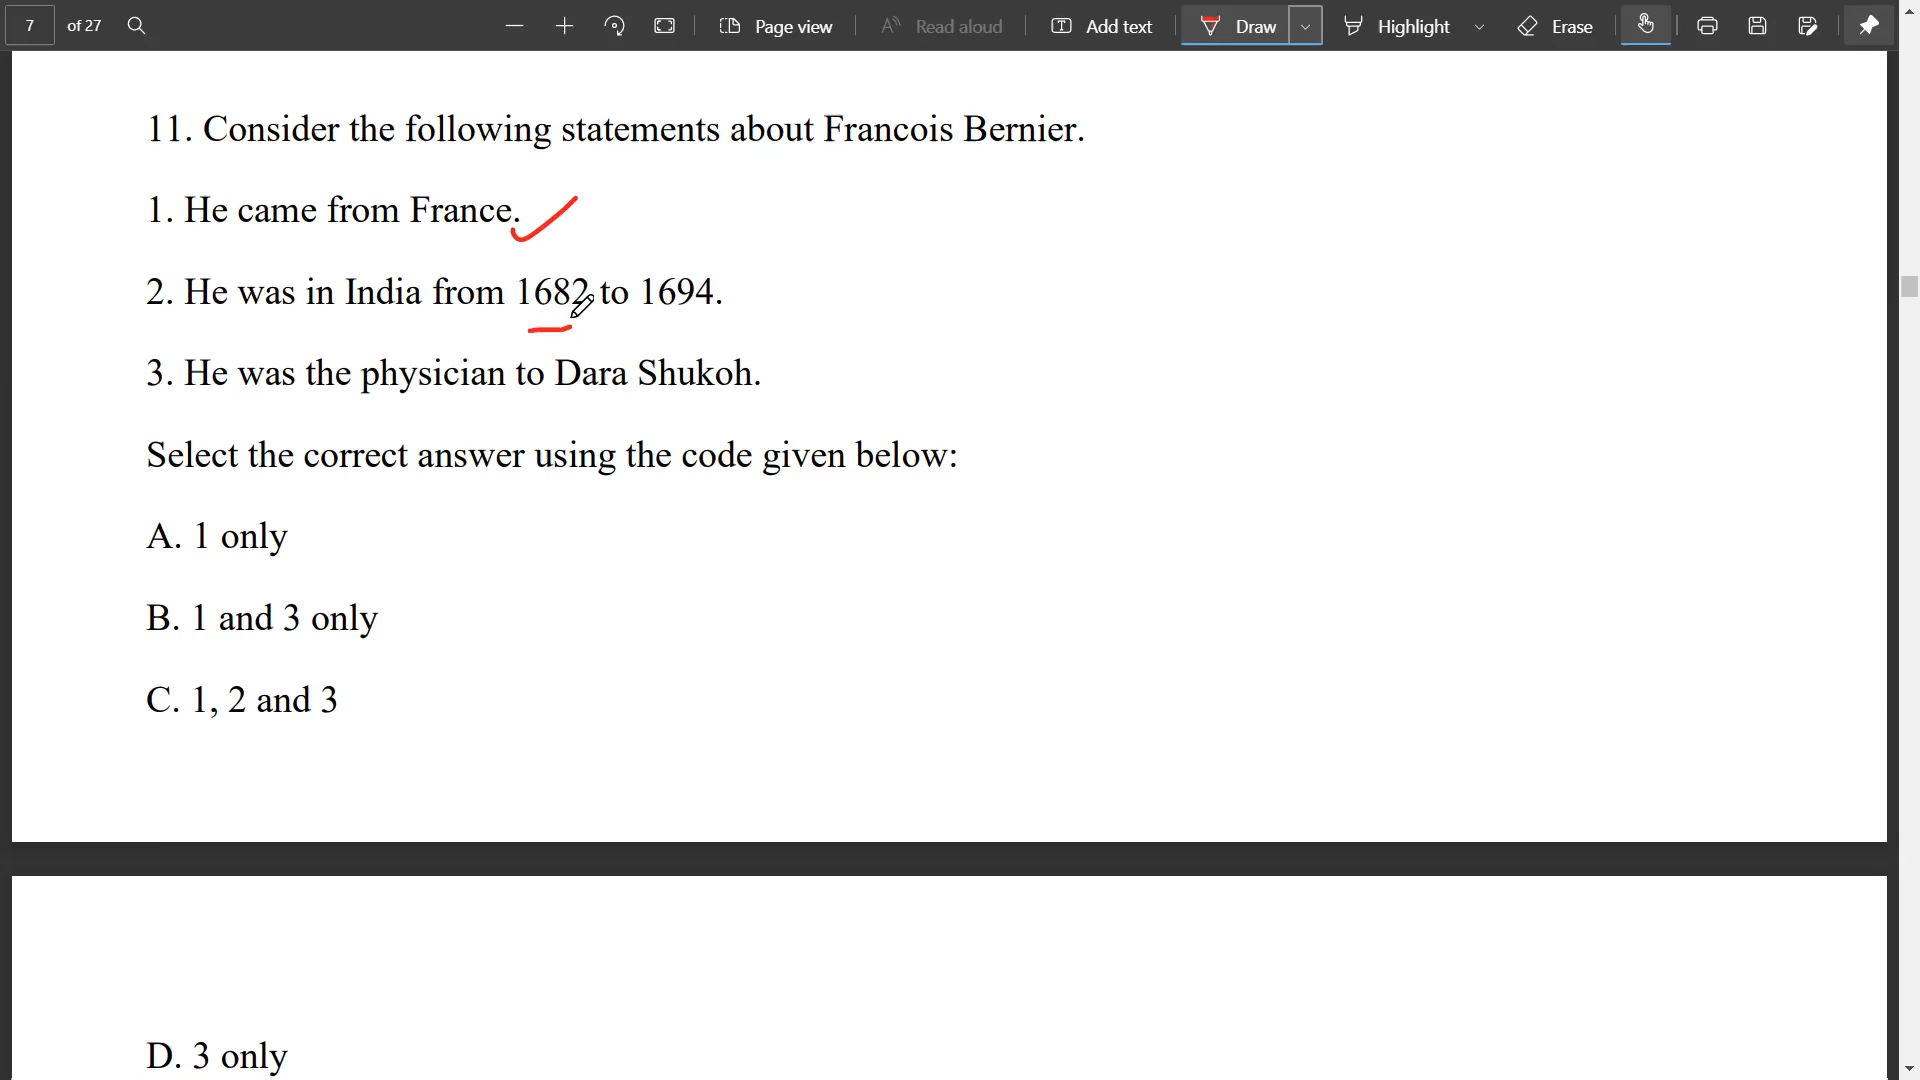 7 of 27 Page view Read aloud Add text Draw Highlight Erase
11. Consider the following statements about Francois Bernier.
1. He came from France.
2. He was in India from 1682 to 1694.
3. He was the physician to Dara Shukoh.
Select the correct answer using the code given below:
A. 1 only
B. 1 and 3 only
C. 1, 2 and 3
D. 3 only